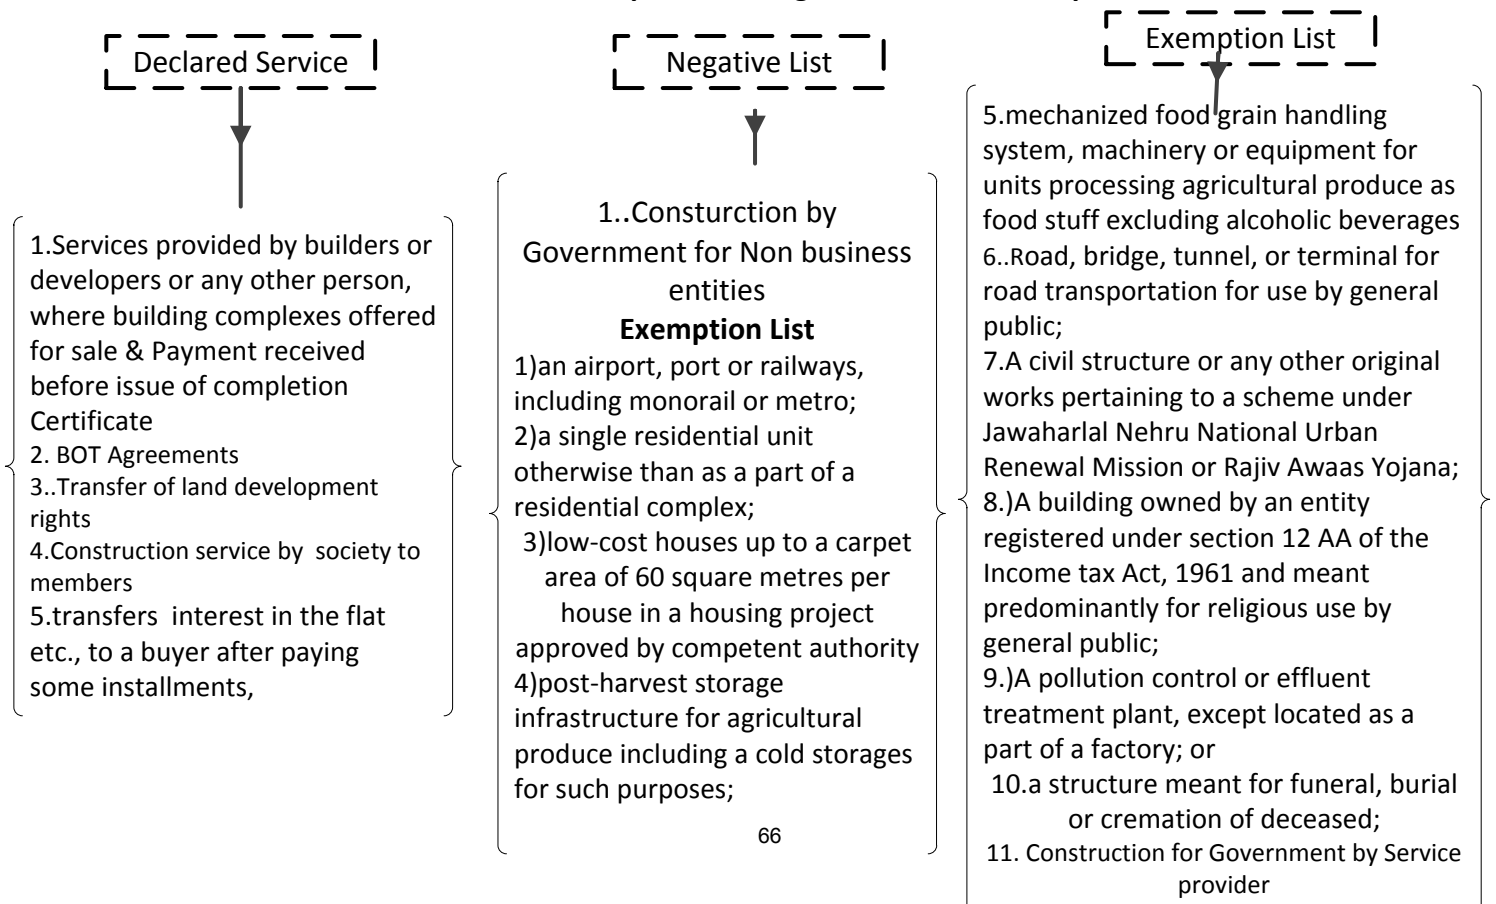 Declared Service
1.Services provided by builders or
developers or any other person,
where building complexes offered
for sale & Payment received
before issue of completion
Certificate
2. BOT Agreements
3..Transfer of land development
rights
4.Construction service by society to
members
5.transfers interest in the flat
etc., to a buyer after paying
some installments,
Negative List
1..Consturction by
Government for Non business
entities
Exemption List
1)an airport, port or railways,
including monorail or metro;
2)a single residential unit
otherwise than as a part of a
residential complex;
3)low-cost houses up to a carpet
area of 60 square metres per
house in a housing project
approved by competent authority
4)post-harvest storage
infrastructure for agricultural
produce including a cold storages
for such purposes;
66
Exemption List
5.mechanized food grain handling
system, machinery or equipment for
units processing agricultural produce as
food stuff excluding alcoholic beverages
6..Road, bridge, tunnel, or terminal for
road transportation for use by general
public;
7.A civil structure or any other original
works pertaining to a scheme under
Jawaharlal Nehru National Urban
Renewal Mission or Rajiv Awaas Yojana;
8.)A building owned by an entity
registered under section 12 AA of the
Income tax Act, 1961 and meant
predominantly for religious use by
general public;
9.)A pollution control or effluent
treatment plant, except located as a
part of a factory; or
10.a structure meant for funeral, burial
or cremation of deceased;
11. Construction for Government by Service
provider